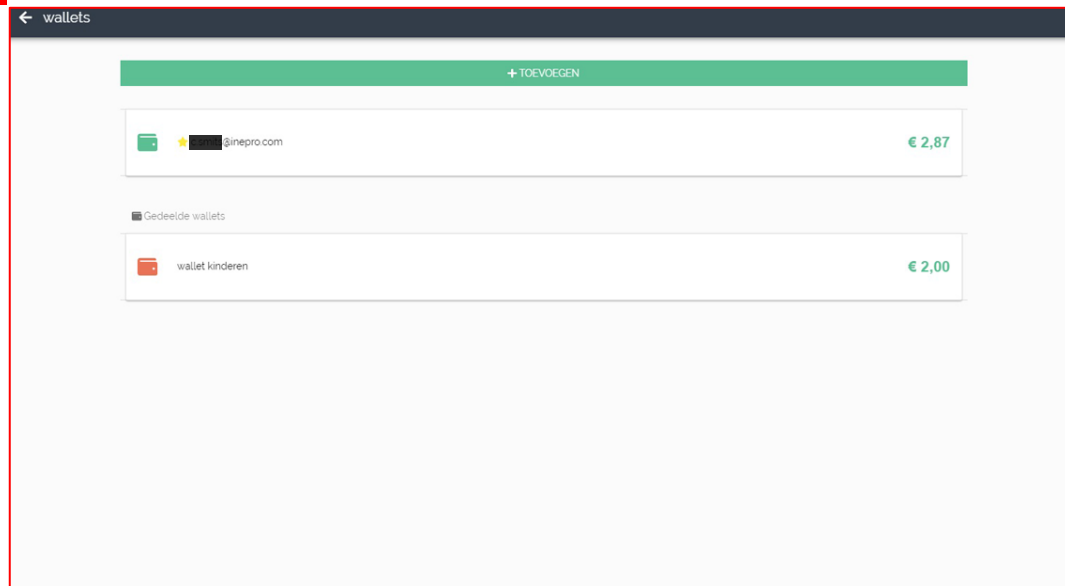 wallets
+ TOEVOEGEN
@inepro.com
€ 2,87
Gedeelde wallets
wallet kinderen
€ 2,00